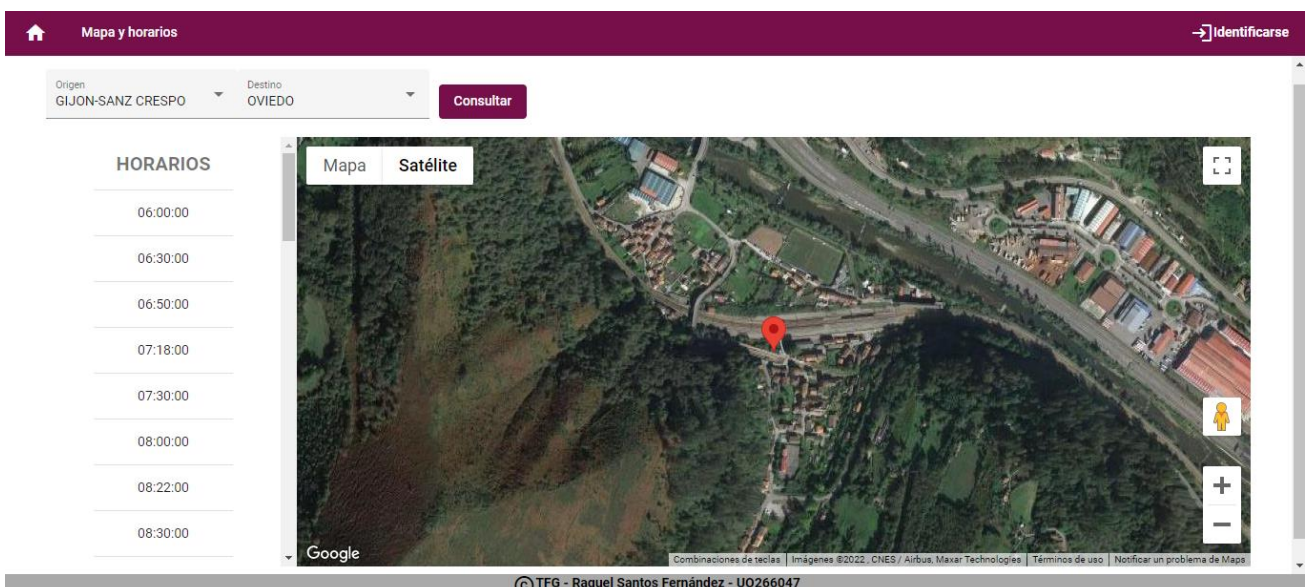 Mapa y horarios
Identificarse
Origen
GIJON-SANZ CRESPO
Destino
OVIEDO
Consultar
HORARIOS
06:00:00
06:30:00
06:50:00
07:18:00
07:30:00
08:00:00
08:22:00
08:30:00
Mapa
Satélite
Google
Combinaciones de teclas
Imágenes ©2022 , CNES / Airbus, Maxar Technologies
Términos de uso
Notificar un problema de Maps
© TFG - Raquel Santos Fernández - UO266047